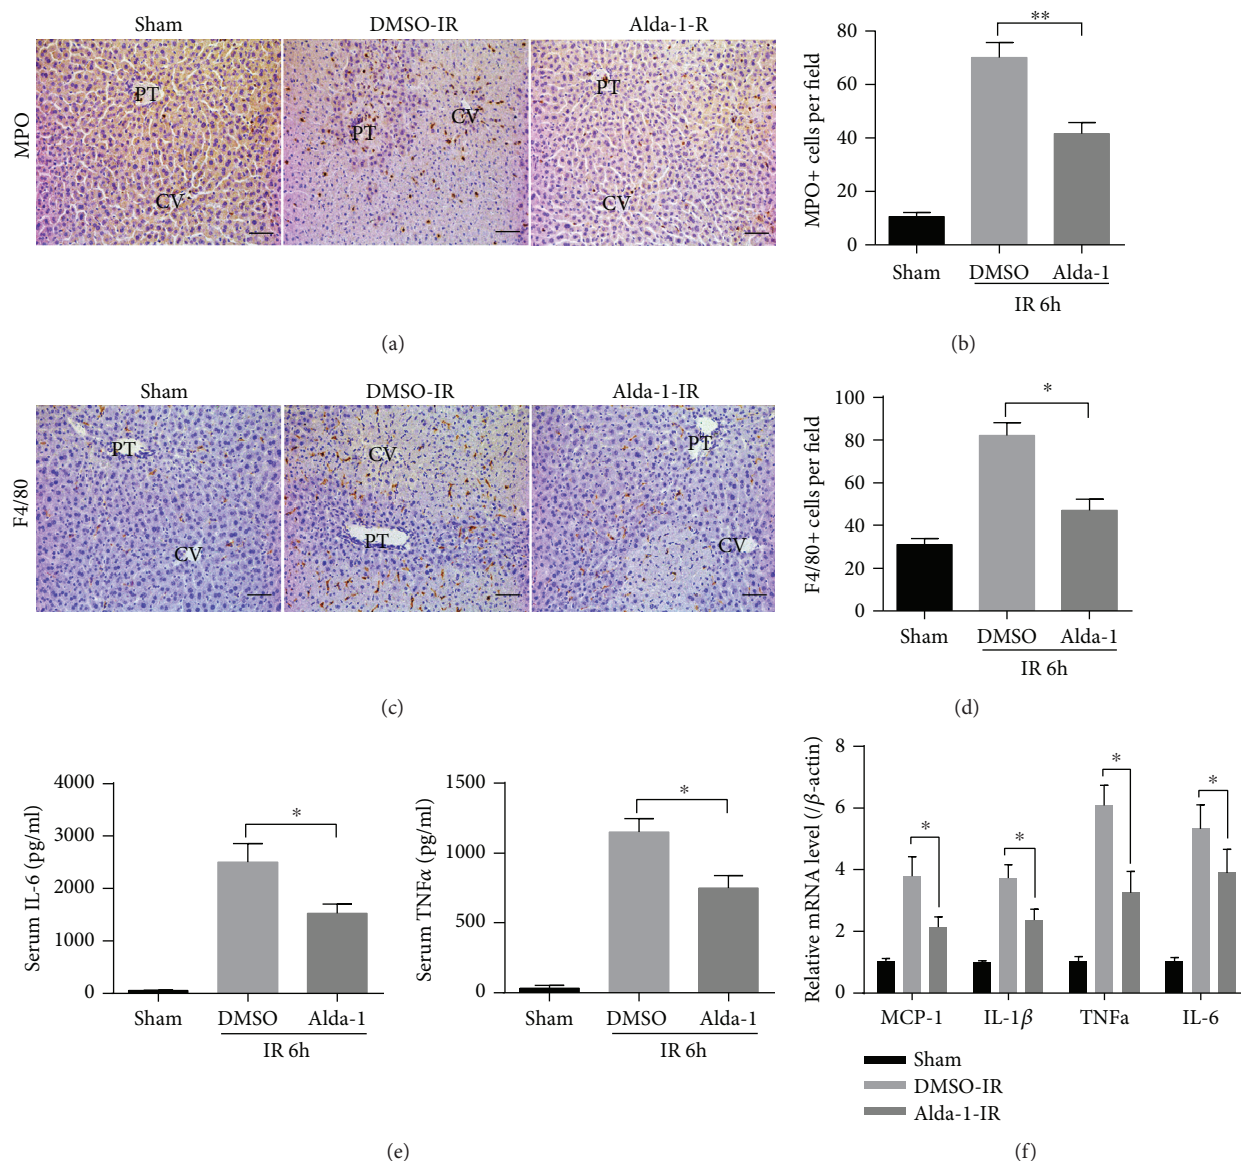 Sham DMSO-IR Alda-1-R
MPO
PT
CV
PT
CV
PT
CV
(a)
MPO+ cells per field
80
60
40
20
0
**
Sham DMSO Alda-1
IR 6h
(b)
Sham DMSO-IR Alda-1-IR
F4/80
PT
CV
CV
PT
PT
CV
(c)
F4/80+ cells per field
100
80
60
40
20
0
*
Sham DMSO Alda-1
IR 6h
(d)
Serum IL-6 (pg/ml)
4000
3000
2000
1000
0
*
Sham DMSO Alda-1
IR 6h
Serum TNFα (pg/ml)
1500
1000
500
0
*
Sham DMSO Alda-1
IR 6h
(e)
Relative mRNA level (/β-actin)
8
6
4
2
0
* * * *
MCP-1 IL-1β TNFa IL-6
Sham
DMSO-IR
Alda-1-IR
(f)